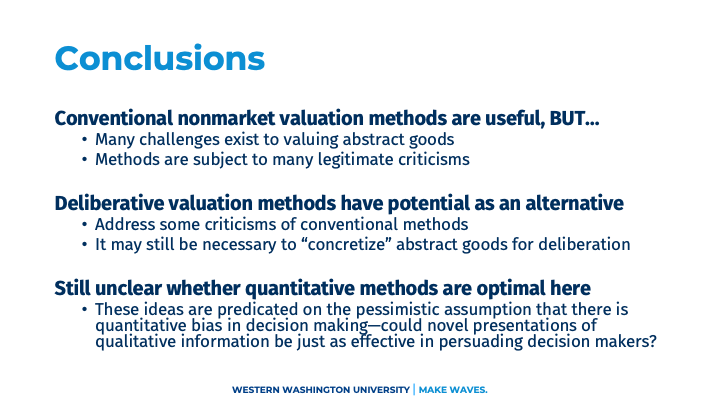 Conclusions
Conventional nonmarket valuation methods are useful, BUT…
• Many challenges exist to valuing abstract goods
• Methods are subject to many legitimate criticisms
Deliberative valuation methods have potential as an alternative
• Address some criticisms of conventional methods
• It may still be necessary to “concretize” abstract goods for deliberation
Still unclear whether quantitative methods are optimal here
• These ideas are predicated on the pessimistic assumption that there is
quantitative bias in decision making—could novel presentations of
qualitative information be just as effective in persuading decision makers?
WESTERN WASHINGTON UNIVERSITY | MAKE WAVES.